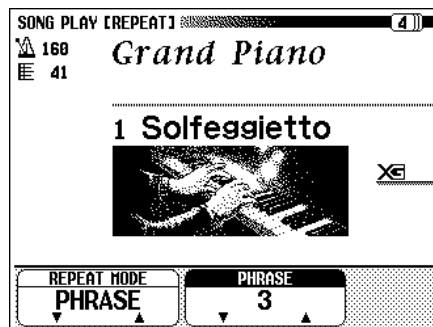 SONG PLAY [REPEAT] 4
160
41
Grand Piano
1 Solfeggietto
XG
REPEAT MODE
PHRASE
PHRASE
3